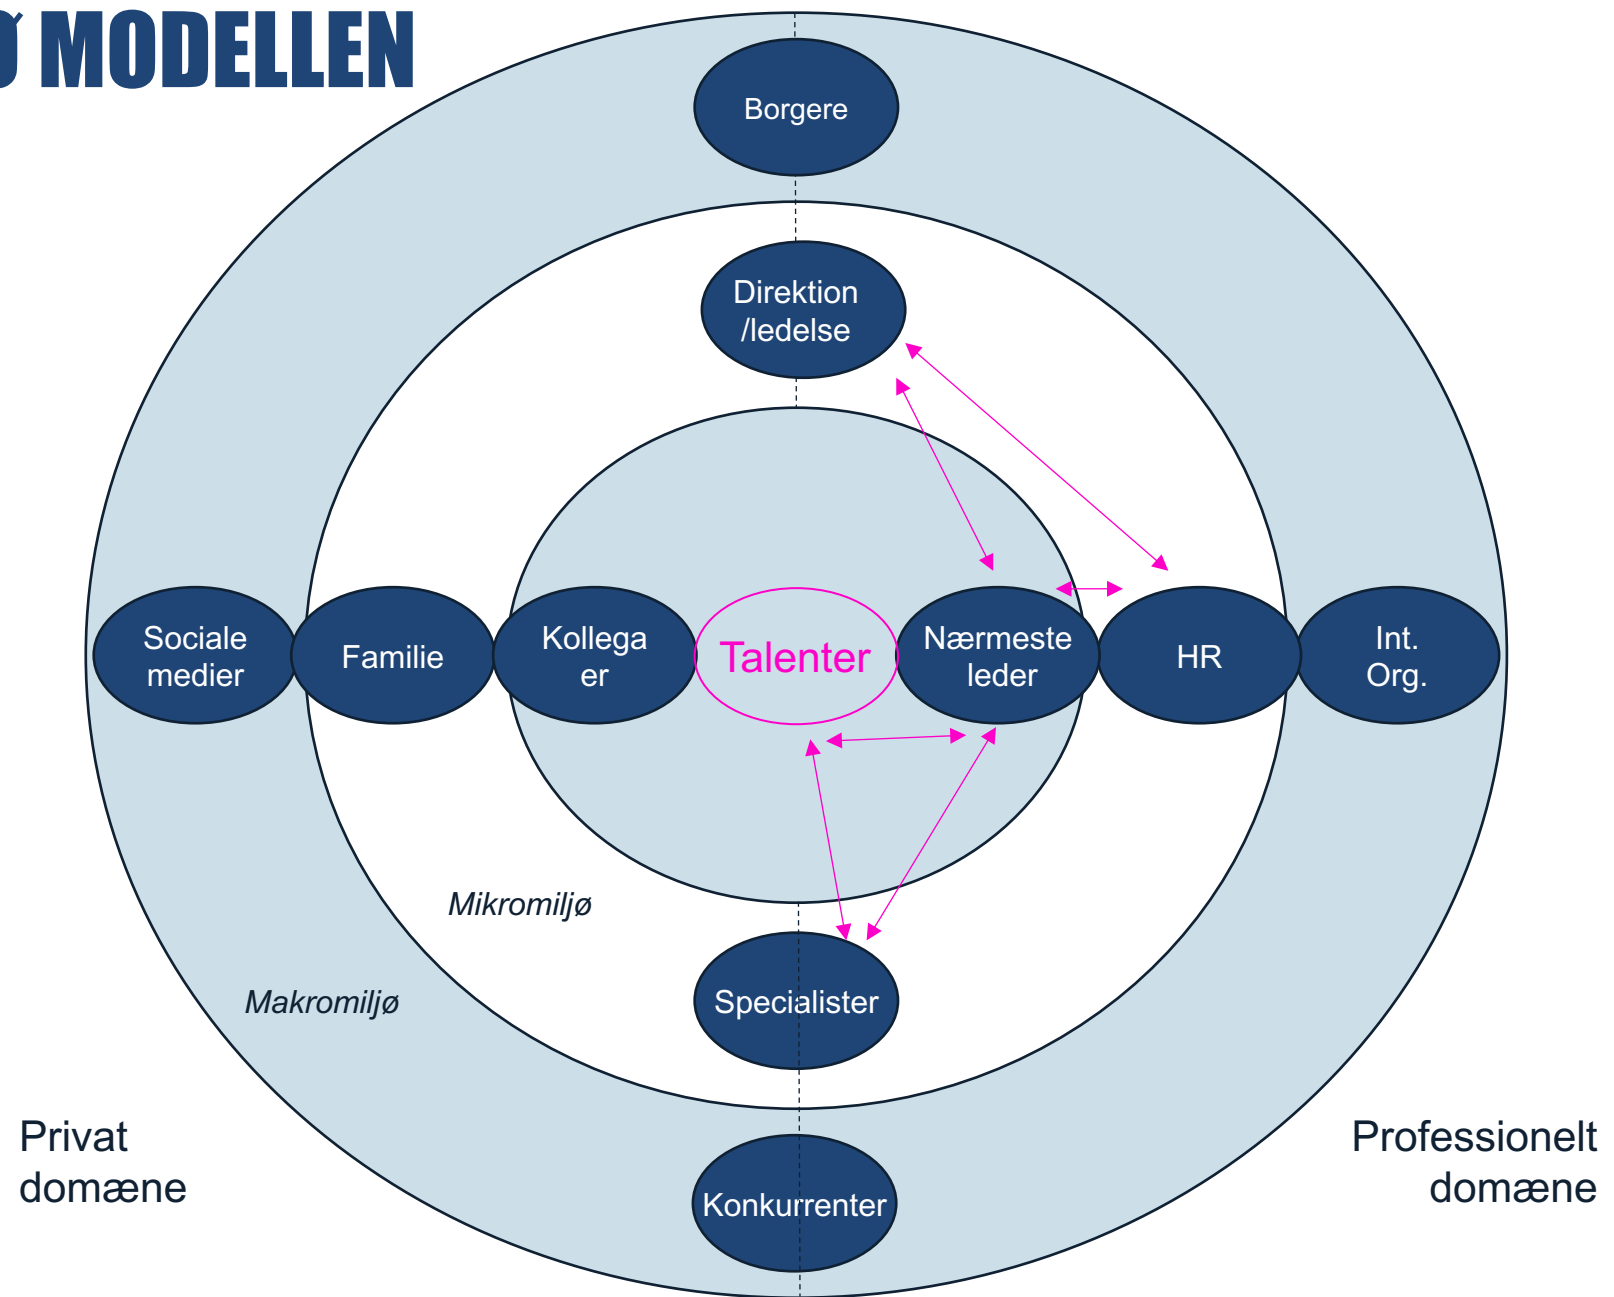 Ø MODELLEN
Borgere
Direktion
/ledelse
Sociale
medier
Familie
Kollega
er
Talenter
Nærmeste
leder
HR
Int.
Org.
Mikromiljø
Makromiljø
Specialister
Privat
domæne
Professionelt
domæne
Konkurrenter